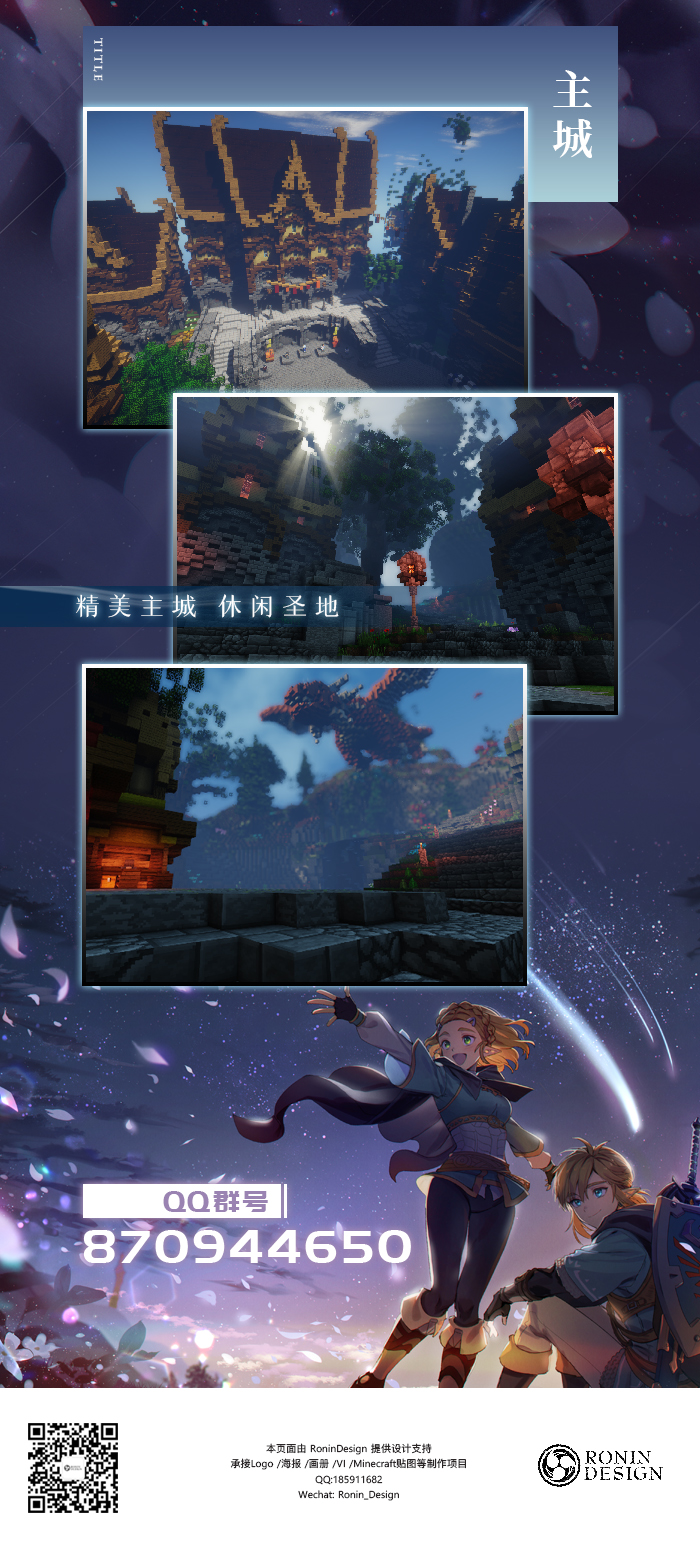 TITLE
主城
精美主城 休闲圣地
QQ群号
870944650
本页面由 RoninDesign 提供设计支持
承接Logo /海报 /画册 /VI /Minecraft贴图等制作项目
QQ:185911682
Wechat: Ronin_Design
RONIN
DESIGN